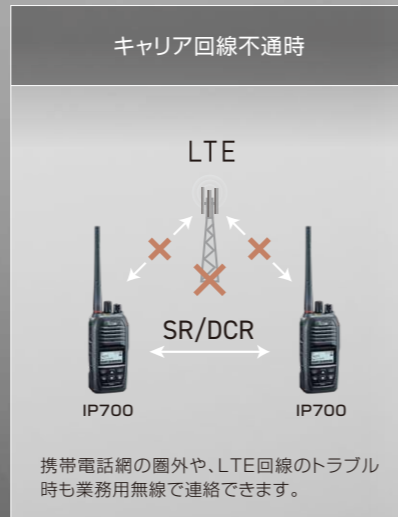 キャリア回線不通時
LTE
SR/DCR
IP700
IP700
携帯電話網の圏外や、LTE回線のトラブル
時も業務用無線で連絡できます。